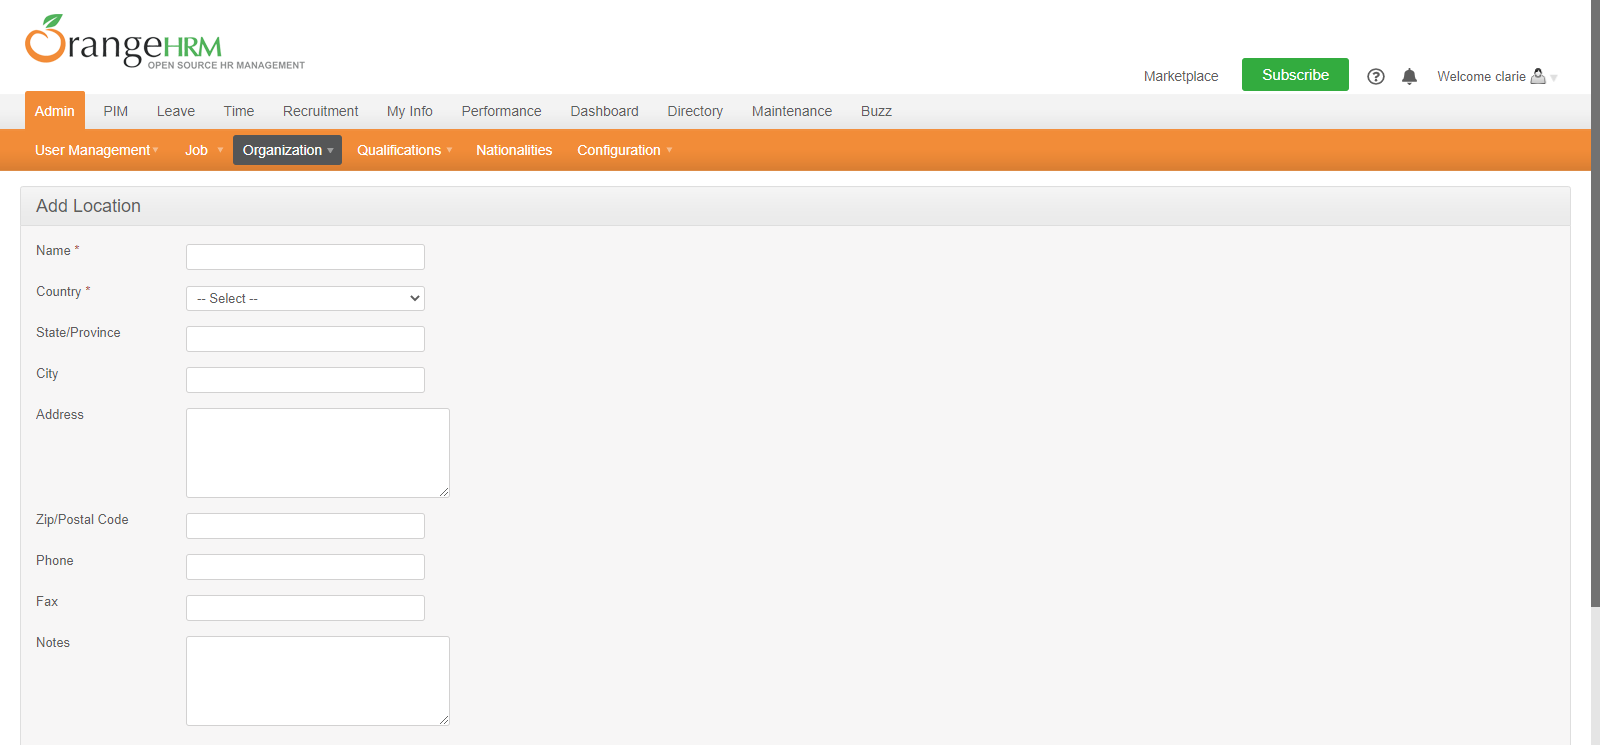 OrangeHRM
OPEN SOURCE HR MANAGEMENT
Marketplace Subscribe ? Welcome clarie
Admin PIM Leave Time Recruitment My Info Performance Dashboard Directory Maintenance Buzz
User Management Job Organization Qualifications Nationalities Configuration
Add Location
Name *
Country * -- Select --
State/Province
City
Address
Zip/Postal Code
Phone
Fax
Notes